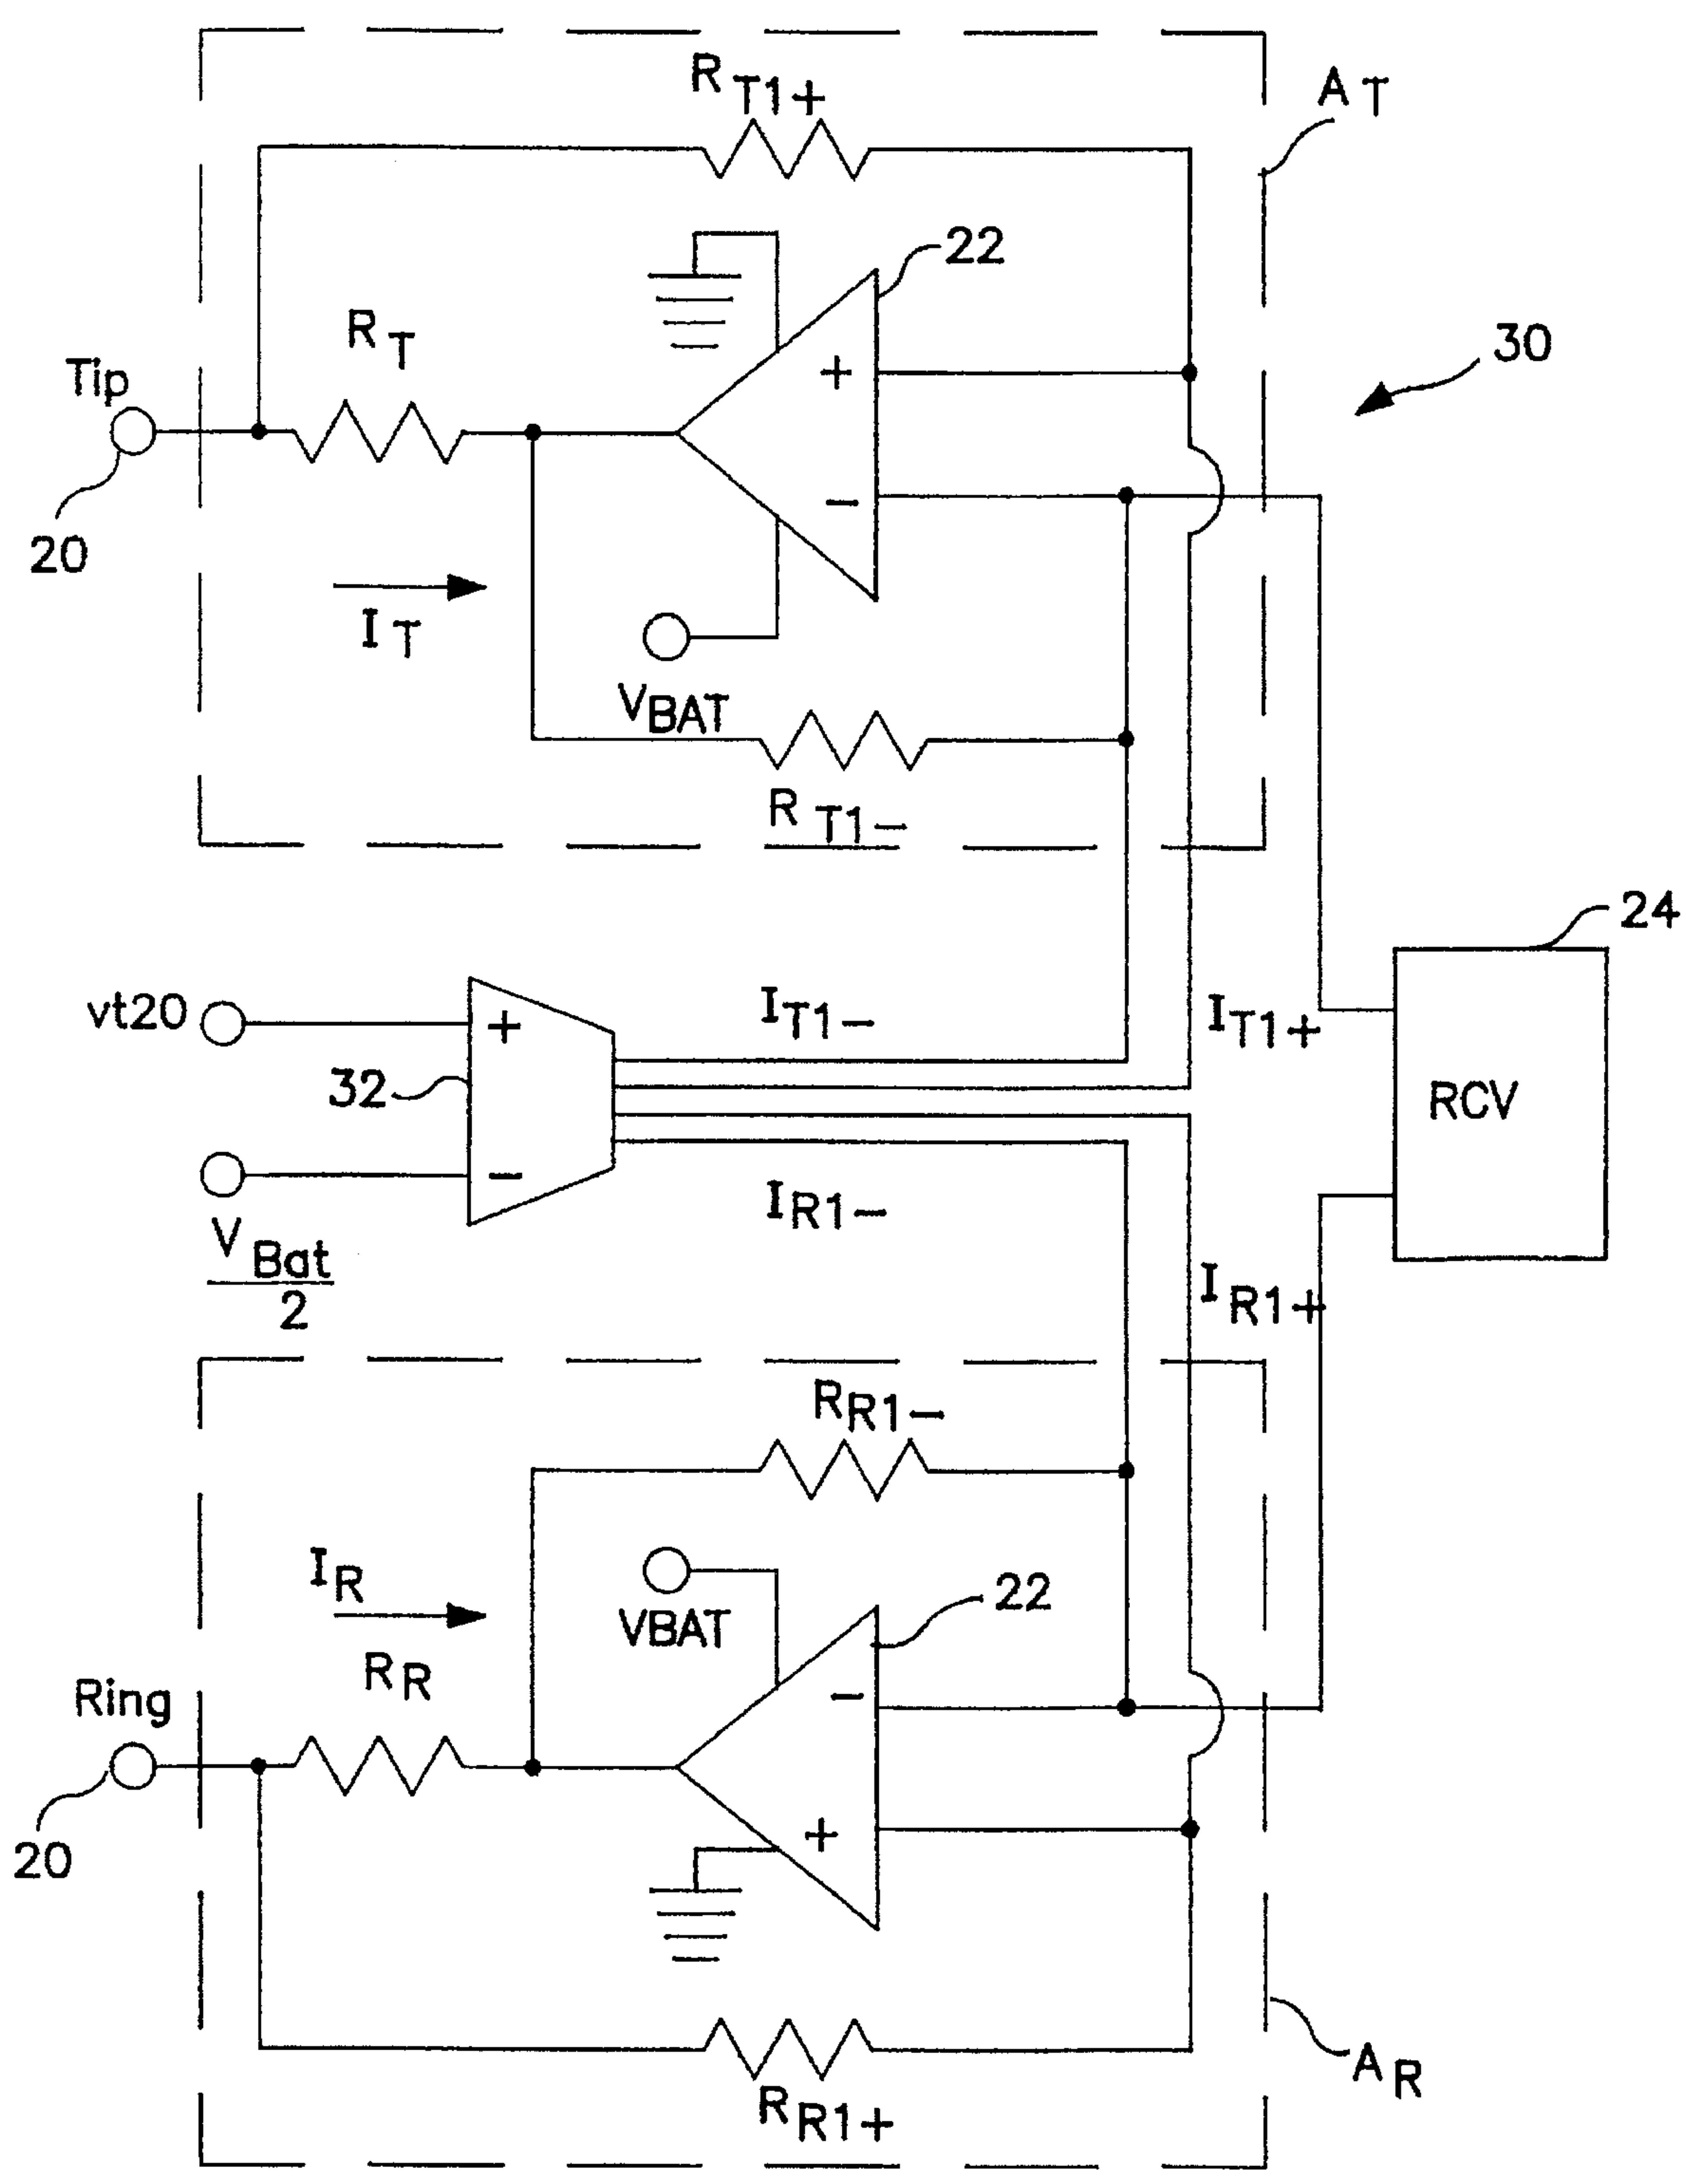 R T1+
A T
22
R T
+
30
Tip
−
20
I T
V BAT
R T1−
24
vt20
+
I T1−
I T1+
32
RCV
−
I R1−
V Bat
2
I R1+
R R1−
I R
VBAT
22
R R
−
Ring
+
20
A R
R R1+